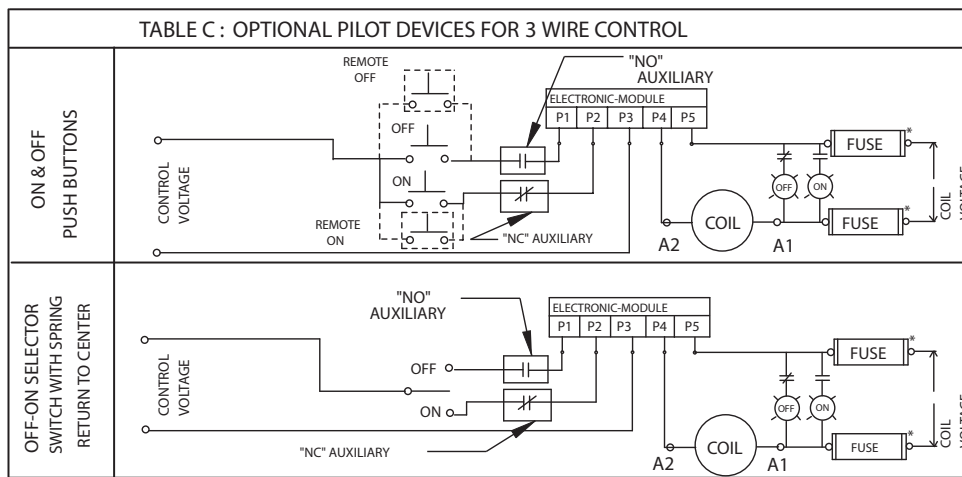 TABLE C : OPTIONAL PILOT DEVICES FOR 3 WIRE CONTROL
ON & OFF
PUSH BUTTONS
CONTROL
VOLTAGE
REMOTE
OFF
OFF
ON
REMOTE
ON
"NO"
AUXILIARY
"NC" AUXILIARY
ELECTRONIC-MODULE
P1 P2 P3 P4 P5
COIL
A2
A1
OFF
ON
FUSE *
FUSE *
COIL
VOLTAGE
OFF-ON SELECTOR
SWITCH WITH SPRING
RETURN TO CENTER
CONTROL
VOLTAGE
"NO"
AUXILIARY
OFF
ON
"NC" AUXILIARY
ELECTRONIC-MODULE
P1 P2 P3 P4 P5
COIL
A2
A1
OFF
ON
FUSE *
FUSE *
COIL
VOLTAGE